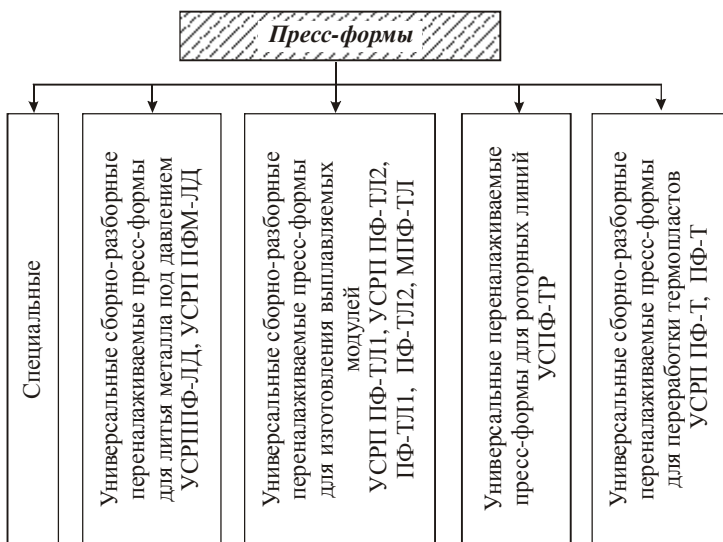 Пресс-формы
Специальные
Универсальные сборно-разборные
переналаживаемые пресс-формы
для литья металла под давлением
УСРППФ-ЛД, УСРП ПФМ-ЛД
Универсальные сборно-разборные
переналаживаемые пресс-формы
для изготовления выплавляемых
модулей
УСРП ПФ-ТЛ1, УСРП ПФ-ТЛ2,
ПФ-ТЛ1, ПФ-ТЛ2, МПФ-ТЛ
Универсальные переналаживаемые
пресс-формы для роторных линий
УСПФ-ТР
Универсальные сборно-разборные
переналаживаемые пресс-формы
для переработки термопластов
УСРП ПФ-Т, ПФ-Т